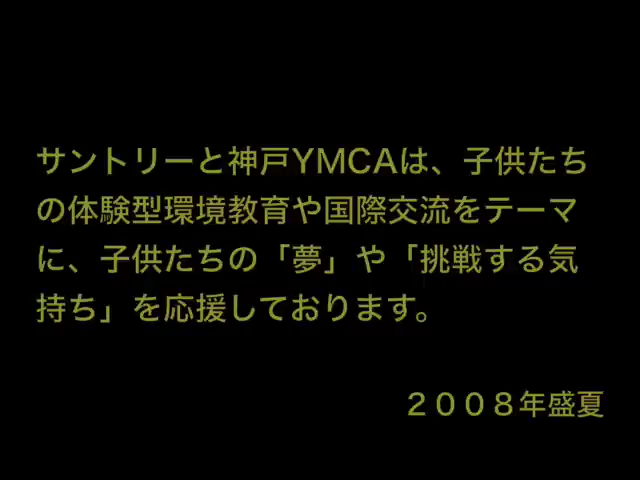 サントリーと神戸YMCAは、子供たち
の体験型環境教育や国際交流をテーマ
に、子供たちの「夢」や「挑戦する気
持ち」を応援しております。
２００８年盛夏